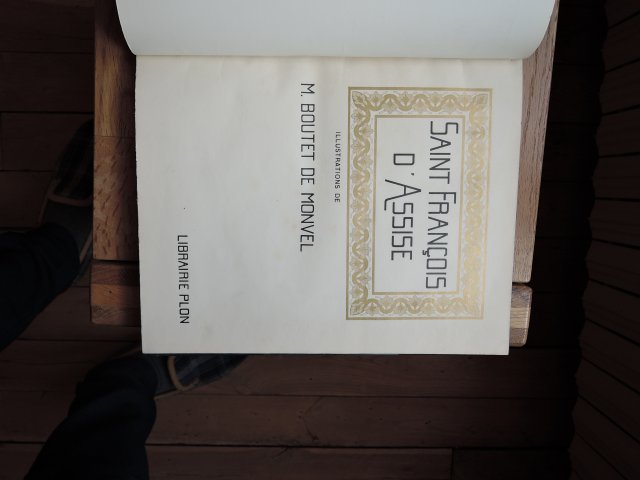 SAINT FRANÇOIS
D'ASSISE
ILLUSTRATIONS DE
M. BOUTET DE MONVEL
LIBRAIRIE PLON